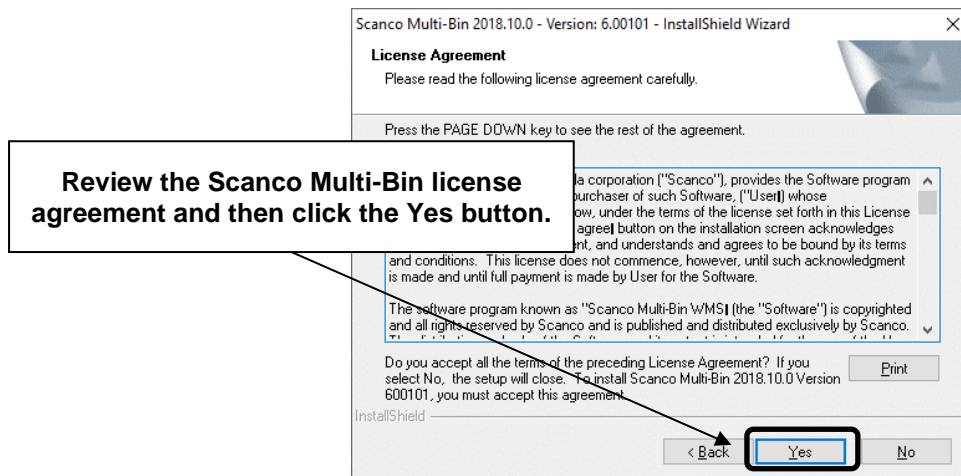 Scanco Multi-Bin 2018.10.0 - Version: 6.00101 - InstallShield Wizard
License Agreement
Please read the following license agreement carefully.
Press the PAGE DOWN key to see the rest of the agreement.
Review the Scanco Multi-Bin license
agreement and then click the Yes button.
la corporation ("Scanco"), provides the Software program
urchaser of such Software, ("User|) whose
ow, under the terms of the license set forth in this License
agree| button on the installation screen acknowledges
ent, and understands and agrees to be bound by its terms
and conditions. This license does not commence, however, until such acknowledgment
is made and until full payment is made by User for the Software.
The software program known as "Scanco Multi-Bin WMS| (the "Software") is copyrighted
and all rights reserved by Scanco and is published and distributed exclusively by Scanco.
Do you accept all the terms of the preceding License Agreement? If you
select No, the setup will close. To install Scanco Multi-Bin 2018.10.0 Version
600101, you must accept this agreement.
Print
InstallShield
< Back
Yes
No